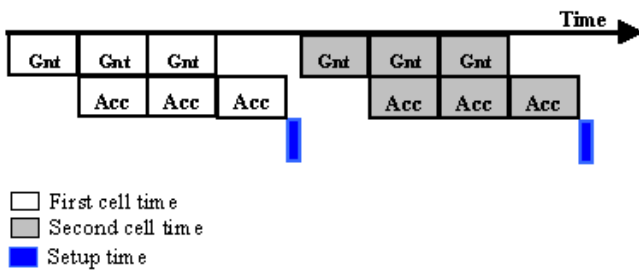 Time
Gnt Gnt Gnt Gnt Gnt Gnt
Acc Acc Acc Acc Acc Acc
First cell time
Second cell time
Setup time